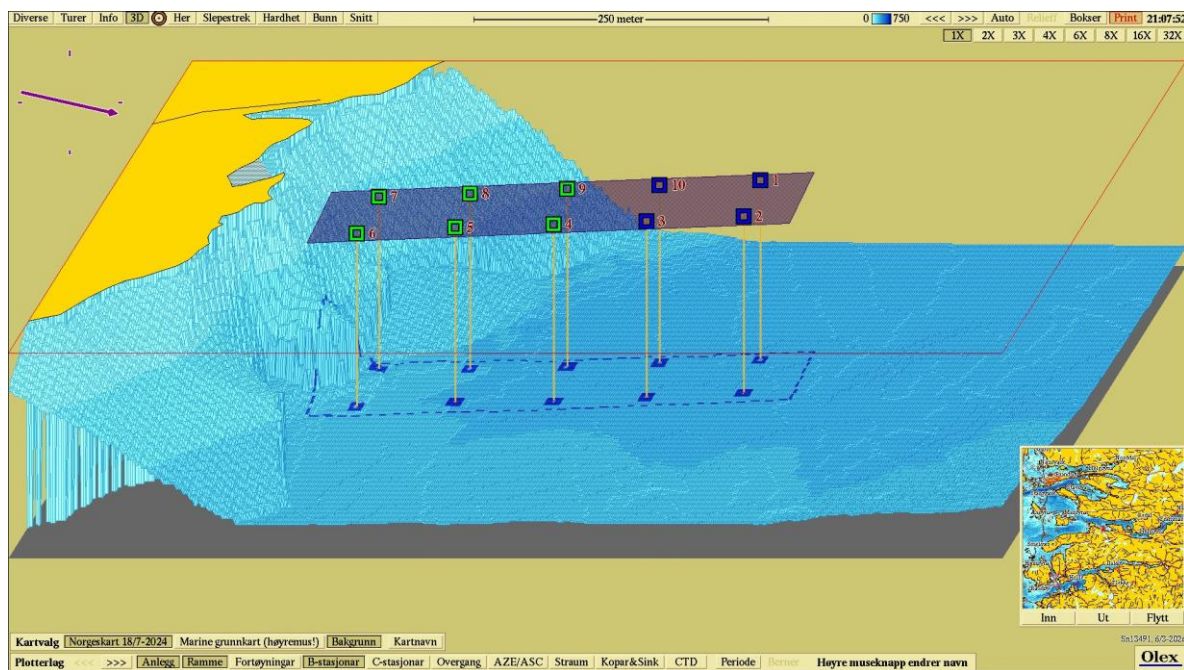 Diverse Turer Info 3D Her Slepestrek Hardhet Bunn Snitt 250 meter 0 750 <<< >>> Auto Relieff Bokser Print 21:07:52
1X 2X 3X 4X 6X 8X 16X 32X
7 8 9 10 1
6 5 4 3 2
Inn Ut Flytt
Kartvalg Norgeskart 18/7-2024 Marine grunnkart (høyremus!) Bakgrunn Kartnavn
Plotterlag <<< >>> Anlegg Ramme Fortøyninger B-stasjonar C-stasjonar Overgang AZE/ASC Straum Kopar&Sink CTD Periode Berner Høyre museknapp endrer navn
Olex